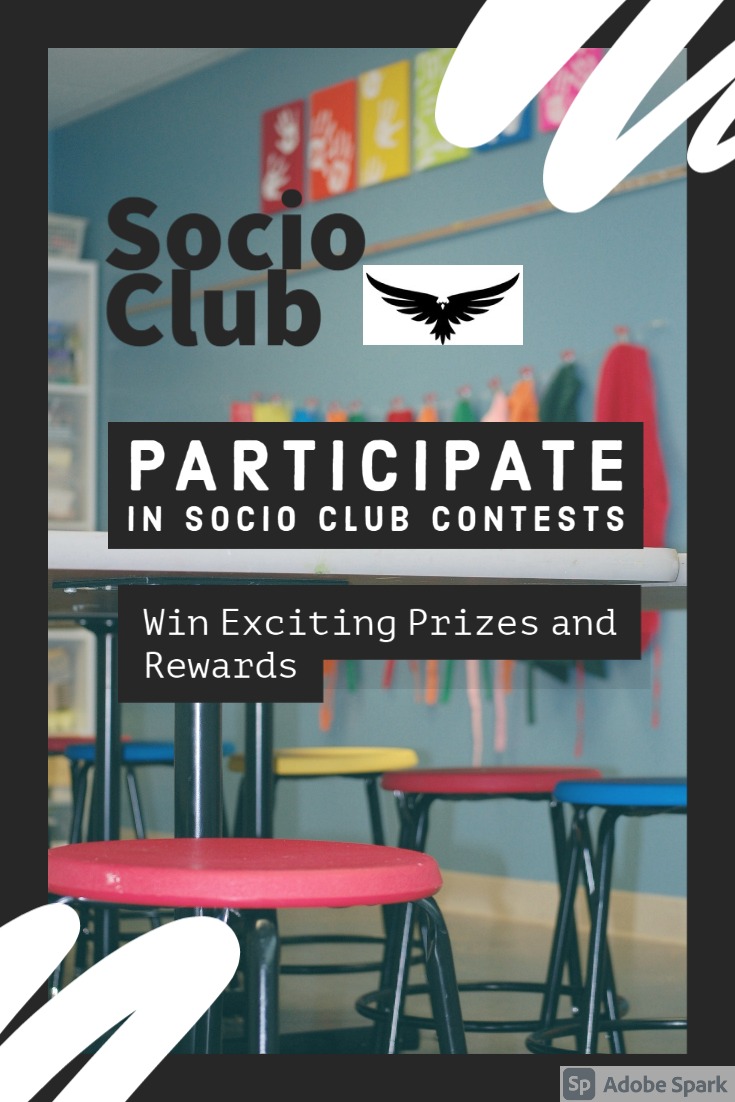 Socio
Club
PARTICIPATE
IN SOCIO CLUB CONTESTS
Win Exciting Prizes and
Rewards
Sp Adobe Spark